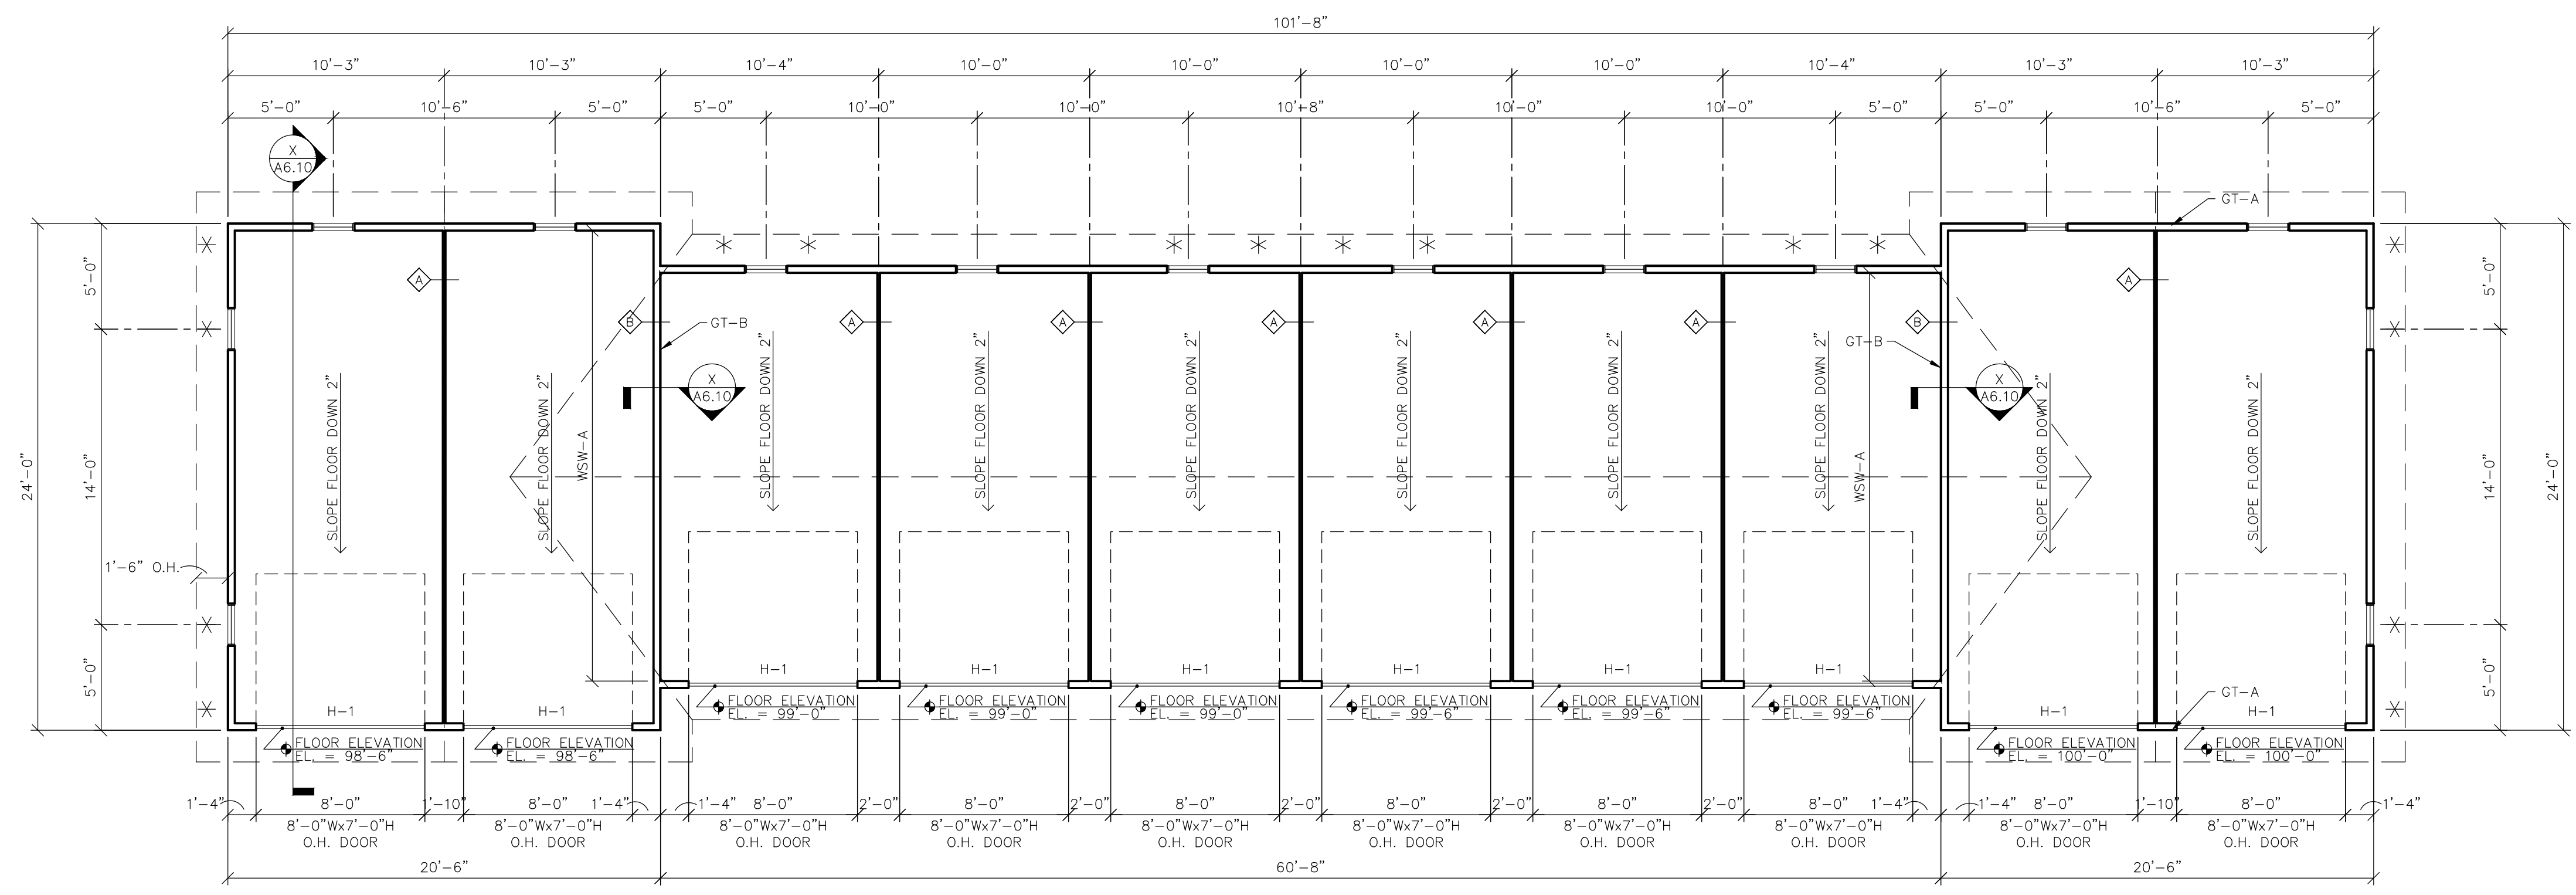 101'-8"
10'-3" 10'-3" 10'-4" 10'-0" 10'-0" 10'-0" 10'-0" 10'-4" 10'-3" 10'-3"
5'-0" 10'-6" 5'-0" 5'-0" 10'-0" 10'-0" 10'-8" 10'-0" 10'-0" 5'-0" 5'-0" 10'-6" 5'-0"
X
A6.10
GT-A
24'-0"
5'-0"
14'-0"
5'-0"
1'-6" O.H.
A
B
GT-B
A
A
A
A
A
GT-B
B
A
X
A6.10
X
A6.10
SLOPE FLOOR DOWN 2"
SLOPE FLOOR DOWN 2"
WSW-A
SLOPE FLOOR DOWN 2"
SLOPE FLOOR DOWN 2"
SLOPE FLOOR DOWN 2"
SLOPE FLOOR DOWN 2"
SLOPE FLOOR DOWN 2"
SLOPE FLOOR DOWN 2"
WSW-A
SLOPE FLOOR DOWN 2"
SLOPE FLOOR DOWN 2"
5'-0"
14'-0"
5'-0"
24'-0"
H-1 H-1 H-1 H-1 H-1 H-1
FLOOR ELEVATION
EL. = 99'-0"
FLOOR ELEVATION
EL. = 99'-0"
FLOOR ELEVATION
EL. = 99'-0"
FLOOR ELEVATION
EL. = 99'-6"
FLOOR ELEVATION
EL. = 99'-6"
FLOOR ELEVATION
EL. = 99'-6"
GT-A
H-1 H-1 H-1 H-1
FLOOR ELEVATION
EL. = 98'-6"
FLOOR ELEVATION
EL. = 98'-6"
FLOOR ELEVATION
EL. = 100'-0"
FLOOR ELEVATION
EL. = 100'-0"
1'-4" 8'-0" 1'-10" 8'-0" 1'-4" 1'-4" 8'-0" 2'-0" 8'-0" 2'-0" 8'-0" 2'-0" 8'-0" 2'-0" 8'-0" 2'-0" 8'-0" 1'-4" 1'-4" 8'-0" 1'-10" 8'-0" 1'-4"
8'-0"Wx7'-0"H 8'-0"Wx7'-0"H 8'-0"Wx7'-0"H 8'-0"Wx7'-0"H 8'-0"Wx7'-0"H 8'-0"Wx7'-0"H 8'-0"Wx7'-0"H 8'-0"Wx7'-0"H 8'-0"Wx7'-0"H 8'-0"Wx7'-0"H
O.H. DOOR O.H. DOOR O.H. DOOR O.H. DOOR O.H. DOOR O.H. DOOR O.H. DOOR O.H. DOOR O.H. DOOR O.H. DOOR
20'-6" 60'-8" 20'-6"